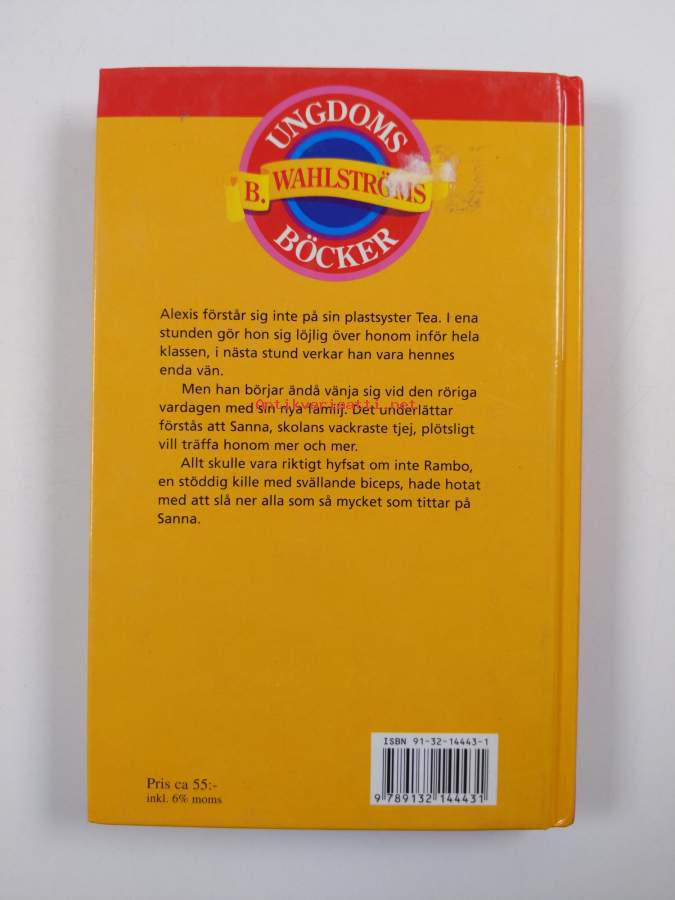 UNGDOMS
B. WAHLSTRÖMS
BÖCKER
Alexis förstår sig inte på sin plastsyster Tea. I ena
stunden gör hon sig löjlig över honom inför hela
klassen, i nästa stund verkar han vara hennes
enda vän.
Men han börjar ändå vänja sig vid den röriga
Antikvariaatti.net
vardagen med sin nya familj. Det underlättar
förstås att Sanna, skolans vackraste tjej, plötsligt
vill träffa honom mer och mer.
Allt skulle vara riktigt hyfsat om inte Rambo,
en stöddig kille med svällande biceps, hade hotat
med att slå ner alla som så mycket som tittar på
Sanna.
ISBN 91-32-14443-1
9 789132 144431
Pris ca 55:-
inkl. 6% moms